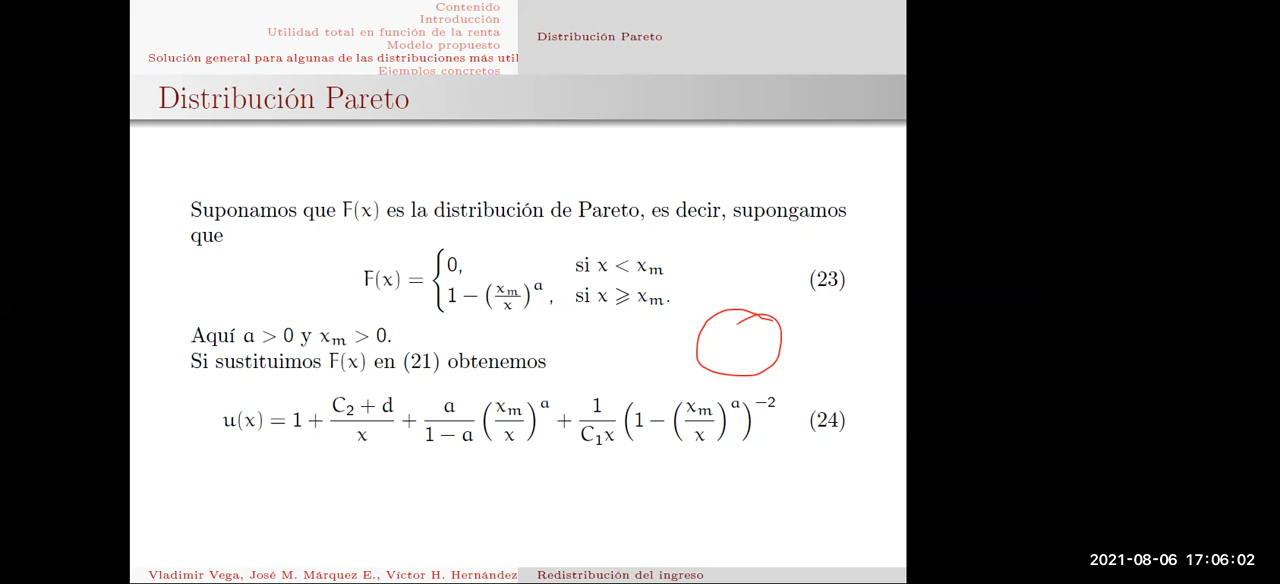 Contenido
Introducción
Utilidad total en función de la renta
Modelo propuesto
Solución general para algunas de las distribuciones más util
Ejemplos concretos
Distribución Pareto
Distribución Pareto
Suponamos que F(x) es la distribución de Pareto, es decir, supongamos
que
F(x) = { 0, si x < x_m
1 − (x_m/x)^a, si x ⩾ x_m. (23)
Aquí a > 0 y x_m > 0.
Si sustituimos F(x) en (21) obtenemos
u(x) = 1 + (C_2 + d)/x + a/(1 − a) (x_m/x)^a + 1/(C_1x) (1 − (x_m/x)^a)^−2 (24)
Vladimir Vega, José M. Márquez E., Víctor H. Hernández
Redistribución del ingreso
2021-08-06 17:06:02